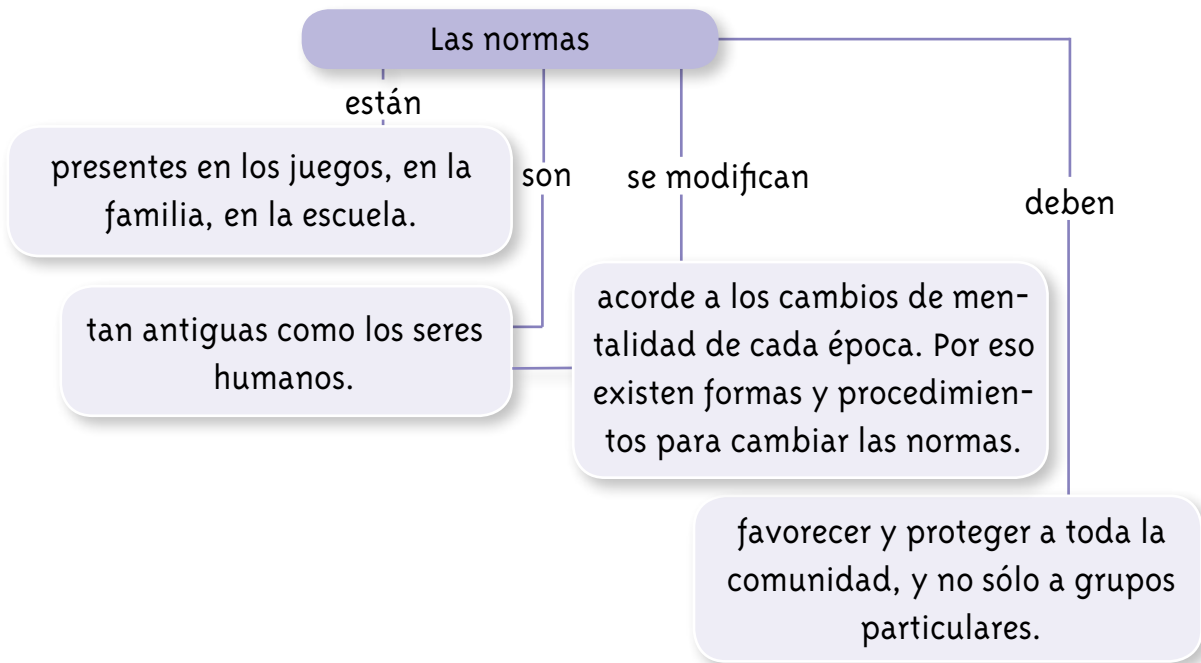 Las normas
están
presentes en los juegos, en la
familia, en la escuela.
son
tan antiguas como los seres
humanos.
se modifican
acorde a los cambios de men-
talidad de cada época. Por eso
existen formas y procedimien-
tos para cambiar las normas.
deben
favorecer y proteger a toda la
comunidad, y no sólo a grupos
particulares.